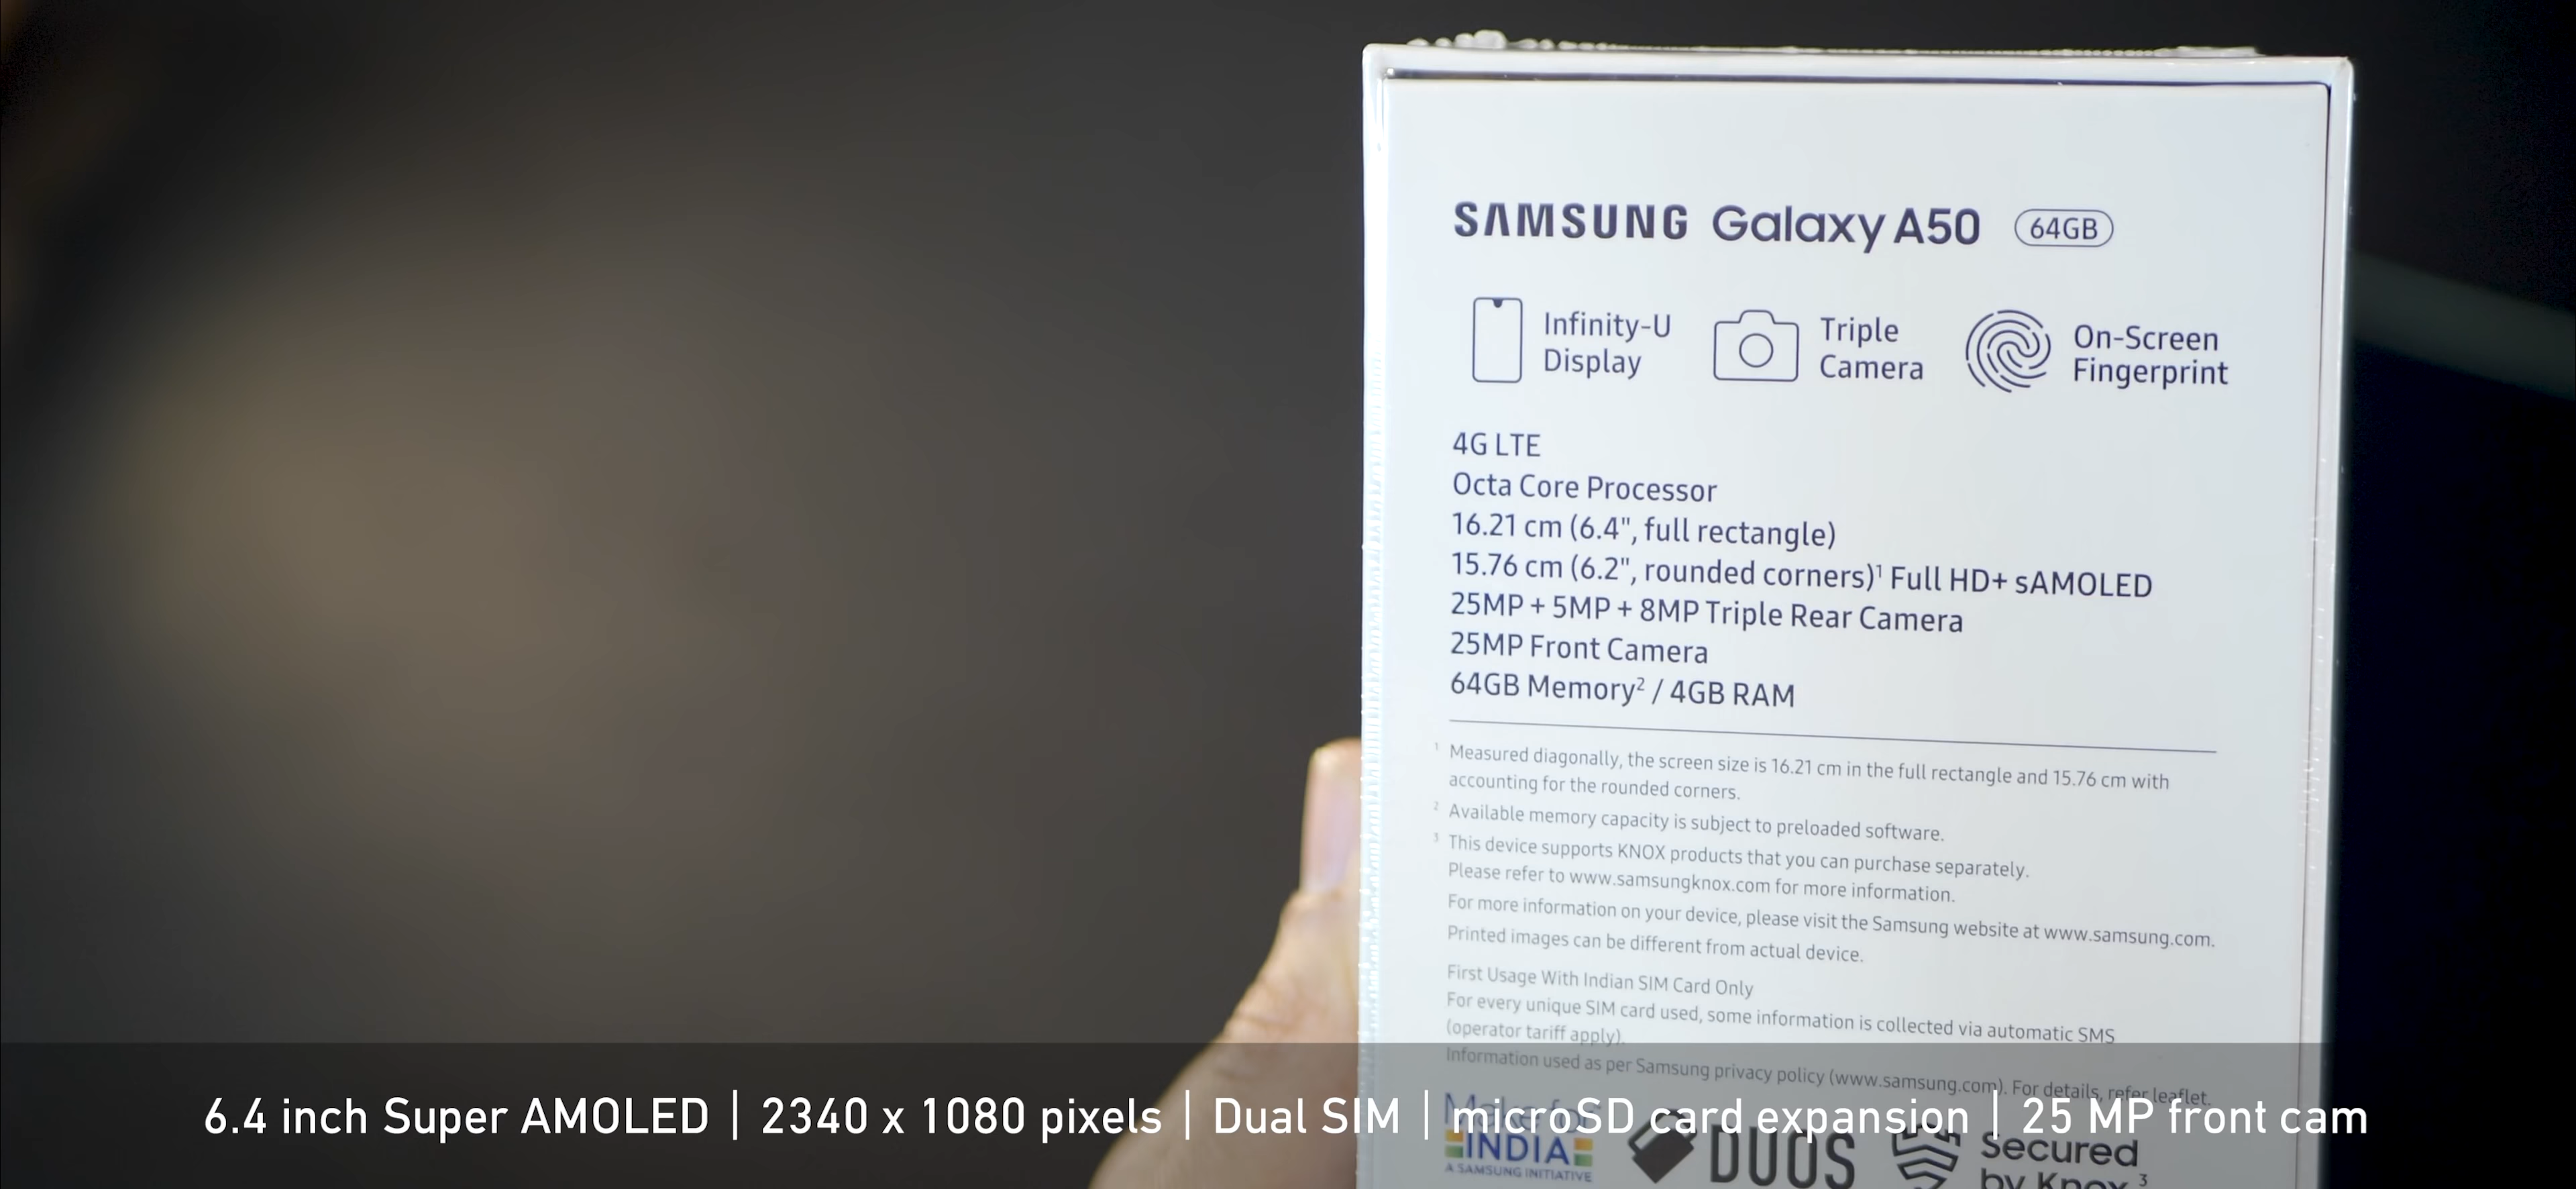 SAMSUNG Galaxy A50 64GB
Infinity-U
Display
Triple
Camera
On-Screen
Fingerprint
4G LTE
Octa Core Processor
16.21 cm (6.4", full rectangle)
15.76 cm (6.2", rounded corners)¹ Full HD+ sAMOLED
25MP + 5MP + 8MP Triple Rear Camera
25MP Front Camera
64GB Memory² / 4GB RAM
¹ Measured diagonally, the screen size is 16.21 cm in the full rectangle and 15.76 cm with
accounting for the rounded corners.
² Available memory capacity is subject to preloaded software.
³ This device supports KNOX products that you can purchase separately.
Please refer to www.samsungknox.com for more information.
For more information on your device, please visit the Samsung website at www.samsung.com.
Printed images can be different from actual device.
First Usage With Indian SIM Card Only
For every unique SIM card used, some information is collected via automatic SMS
(operator tariff apply).
Information used as per Samsung privacy policy (www.samsung.com). For details, refer leaflet.
6.4 inch Super AMOLED | 2340 x 1080 pixels | Dual SIM | microSD card expansion | 25 MP front cam
Make for
INDIA
A SAMSUNG INITIATIVE
DUOS
Secured
by Knox ³